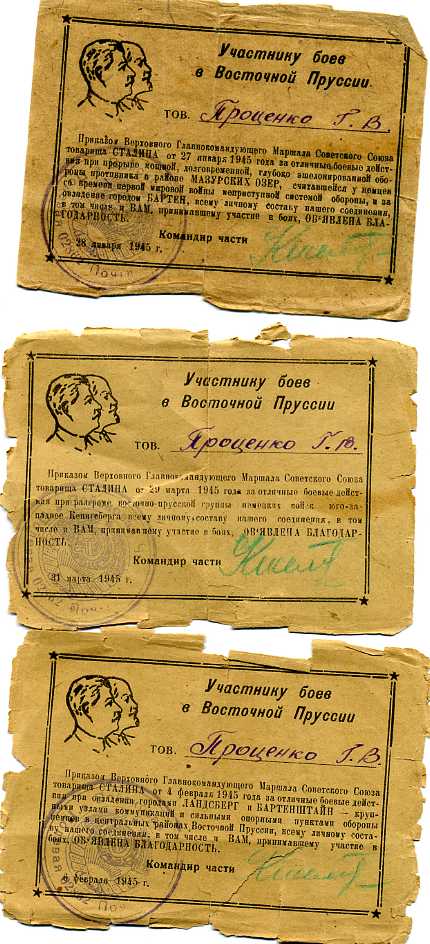 Участнику боев
в Восточной Пруссии
тов. Проценко Г. В.
Приказом Верховного Главнокомандующего Маршала Советского Союза
товарища СТАЛИНА от 27 января 1945 года за отличные боевые действия
при прорыве мощной, долговременной, глубоко эшелонированной обо-
роны противника в районе МАЗУРСКИХ ОЗЕР, считавшейся у немцев
со времени первой мировой войны неприступной системой обороны, и за
овладение городом БАРТЕН, всему личному составу нашего соединения,
в том числе и ВАМ, принимавшему участие в боях, ОБ‘ЯВЛЕНА БЛА-
ГОДАРНОСТЬ.
Командир части
28 января 1945 г.
Участнику боев
в Восточной Пруссии
тов. Проценко Г. В.
Приказом Верховного Главнокомандующего Маршала Советского Союза
товарища СТАЛИНА от 29 марта 1945 года за отличные боевые дейст-
вия при разгроме восточно-прусской группы немецких войск юго-за-
падное Кенигсберга всему личному составу нашего соединения, в том
числе и ВАМ, принимавшему участие в боях, ОБ‘ЯВЛЕНА БЛАГОДАР-
НОСТЬ.
Командир части
31 марта 1945 г.
Участнику боев
в Восточной Пруссии
тов. Проценко Г. В.
Приказом Верховного Главнокомандующего Маршала Советского Союза
товарища СТАЛИНА от 4 февраля 1945 года за отличные боевые дейст-
вия при овладении городами ЛАНДСБЕРГ и БАРТЕНШТАЙН — круп-
ными узлами коммуникаций и сильными опорными пунктами обороны
немцев в центральных районах Восточной Пруссии, всему личному соста-
ву нашего соединения, в том числе и ВАМ, принимавшему участие в
боях, ОБ‘ЯВЛЕНА БЛАГОДАРНОСТЬ.
Командир части
6 февраля 1945 г.